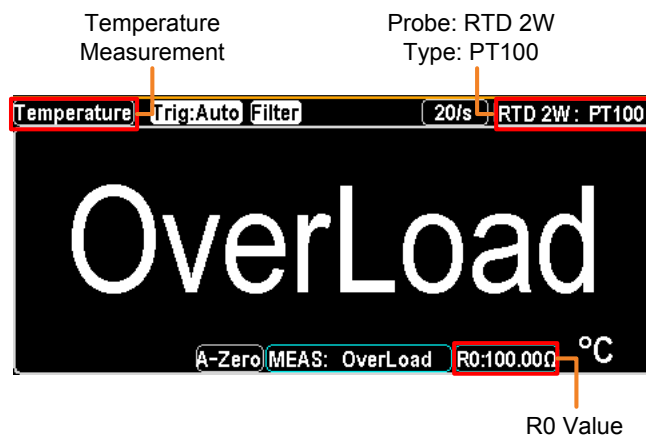 Temperature
Measurement
Probe: RTD 2W
Type: PT100
Temperature Trig:Auto Filter 20/s RTD 2W: PT100
OverLoad
A-Zero MEAS: OverLoad R0:100.00Ω °C
R0 Value